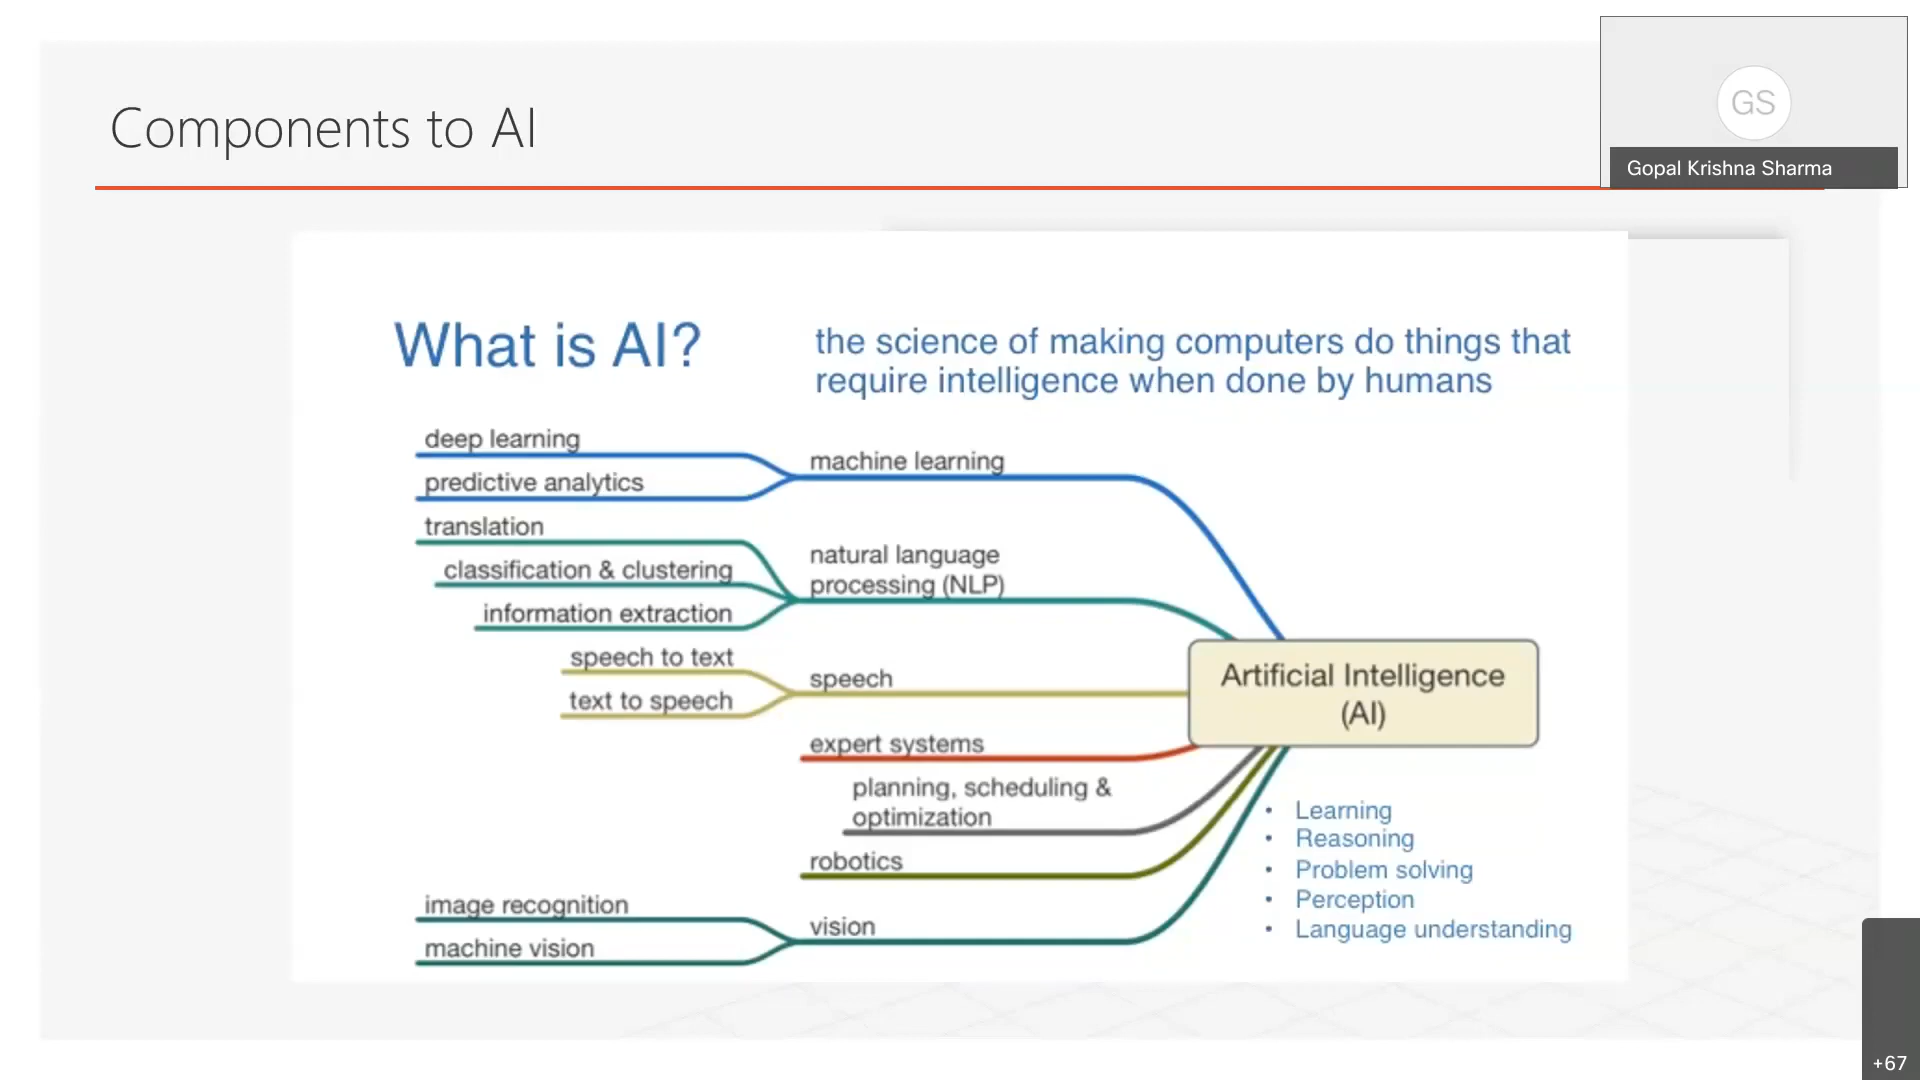 Components to AI
GS
Gopal Krishna Sharma
What is AI?
the science of making computers do things that
require intelligence when done by humans
deep learning
predictive analytics
machine learning
translation
classification & clustering
information extraction
natural language
processing (NLP)
speech to text
text to speech
speech
Artificial Intelligence
(AI)
expert systems
planning, scheduling &
optimization
robotics
image recognition
machine vision
vision
• Learning
• Reasoning
• Problem solving
• Perception
• Language understanding
+67